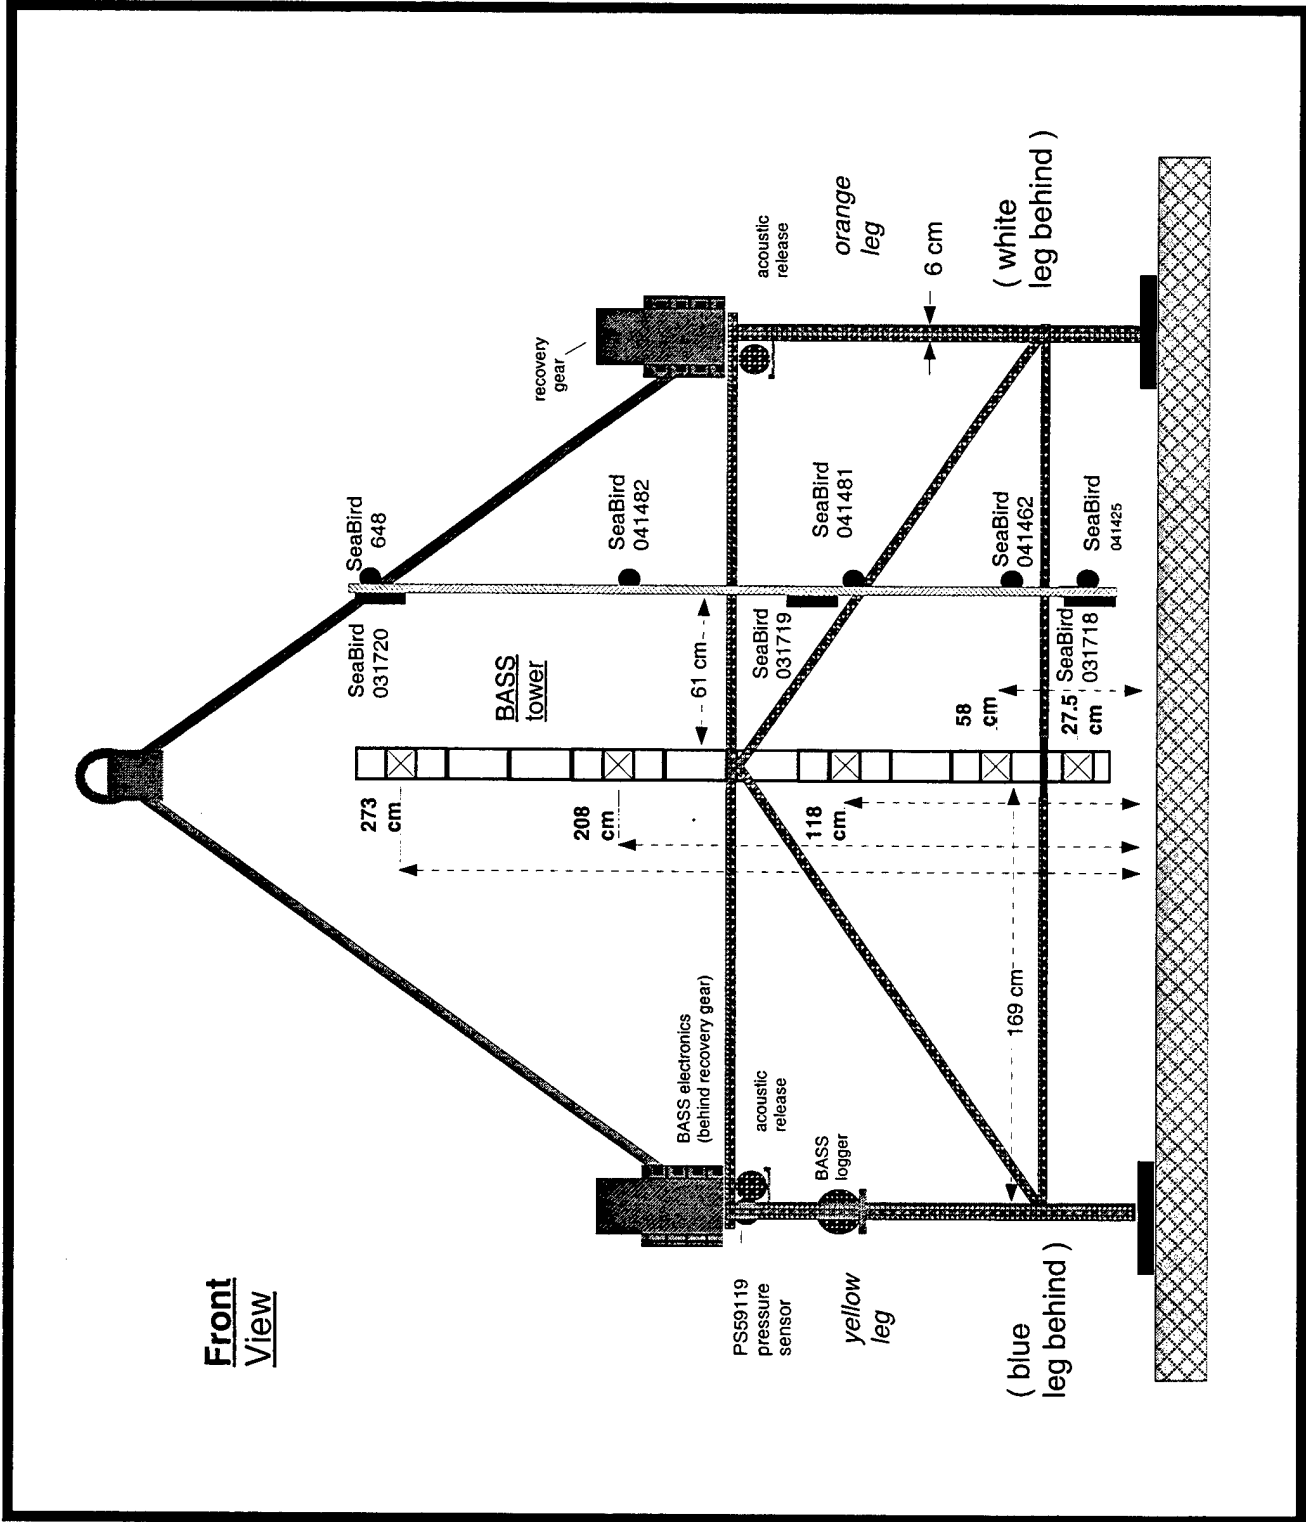 Front
View
SeaBird
648
SeaBird
031720
BASS
tower
recovery
gear
SeaBird
041482
acoustic
release
orange
leg
6 cm
( white
leg behind )
SeaBird
041481
SeaBird
031719
61 cm
SeaBird
041462
SeaBird
041425
SeaBird
031718
58
cm
27.5
cm
273
cm
208
cm
118
cm
169 cm
BASS electronics
(behind recovery gear)
acoustic
release
BASS
logger
PS59119
pressure
sensor
yellow
leg
( blue
leg behind )